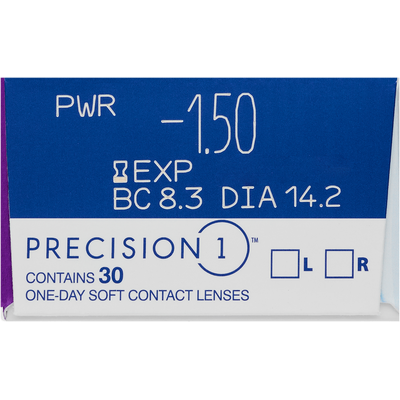 PWR -1.50
EXP
BC 8.3 DIA 14.2
PRECISION 1™
L R
CONTAINS 30
ONE-DAY SOFT CONTACT LENSES